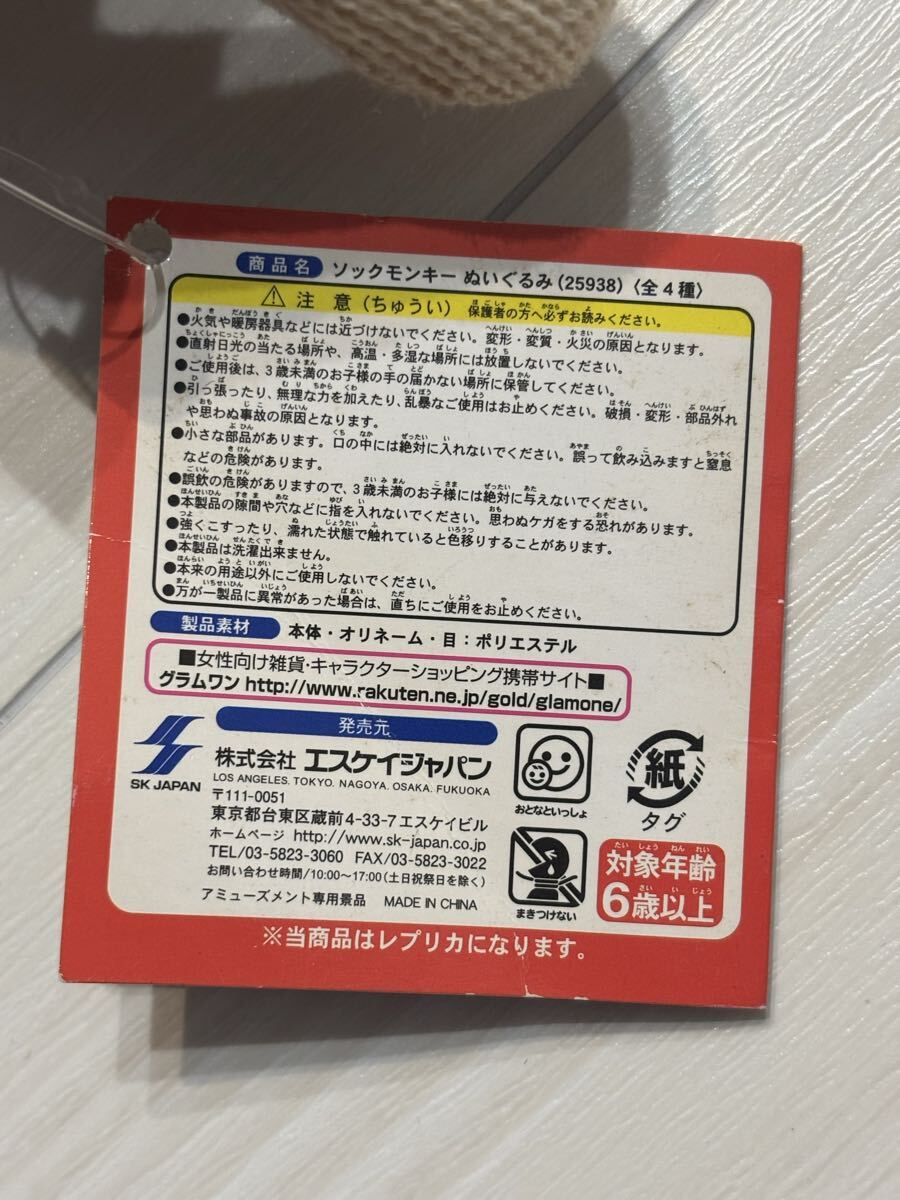 商品名 ソックモンキー ぬいぐるみ(25938)〈全4種〉
⚠ 注意(ちゅうい) 保護者の方へ必ずお読みください。
●火気や暖房器具などには近づけないでください。変形・変質・火災の原因となります。
●直射日光の当たる場所や、高温・多湿な場所には放置しないでください。
●ご使用後は、3歳未満のお子様の手の届かない場所に保管してください。
●引っ張ったり、無理な力を加えたり、乱暴なご使用はお止めください。破損・変形・部品外れ
や思わぬ事故の原因となります。
●小さな部品があります。口の中には絶対に入れないでください。誤って飲み込みますと窒息
などの危険があります。
●誤飲の危険がありますので、3歳未満のお子様には絶対に与えないでください。
●本製品の隙間や穴などに指を入れないでください。思わぬケガをする恐れがあります。
●強くこすったり、濡れた状態で触れていると色移りすることがあります。
●本製品は洗濯出来ません。
●本来の用途以外にご使用しないでください。
●万が一製品に異常があった場合は、直ちにご使用をお止めください。
製品素材 本体・オリネーム・目:ポリエステル
■女性向け雑貨・キャラクターショッピング携帯サイト■
グラムワン http://www.rakuten.ne.jp/gold/glamone/
発売元
SK JAPAN
株式会社 エスケイジャパン
LOS ANGELES. TOKYO. NAGOYA. OSAKA. FUKUOKA
〒111-0051
東京都台東区蔵前4-33-7エスケイビル
ホームページ http://www.sk-japan.co.jp
TEL/03-5823-3060 FAX/03-5823-3022
お問い合わせ時間/10:00〜17:00(土日祝祭日を除く)
アミューズメント専用景品 MADE IN CHINA
おとなといっしょ
まきつけない
紙
タグ
対象年齢
6歳以上
※当商品はレプリカになります。